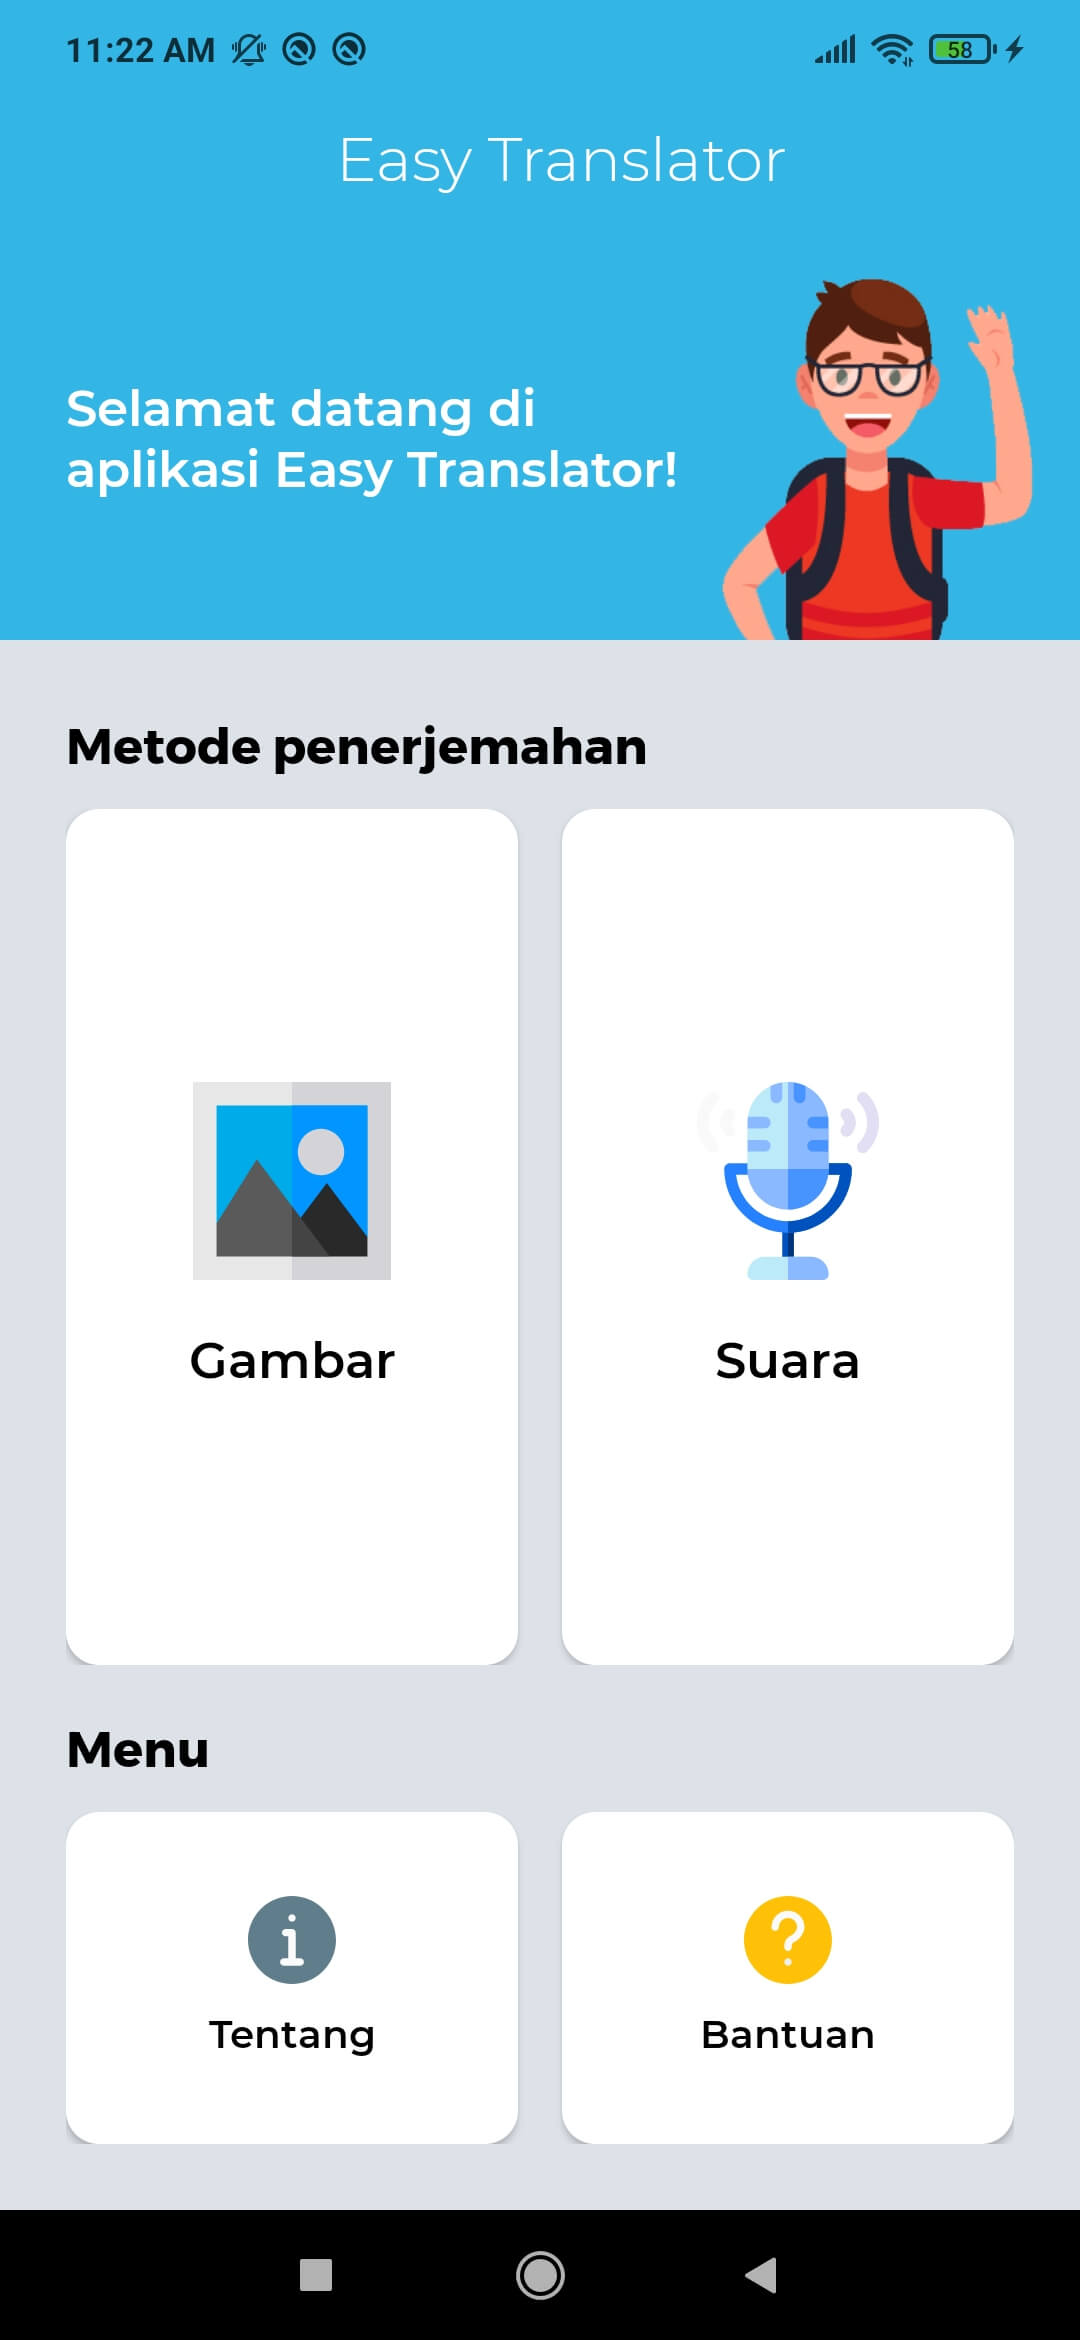 11:22 AM
58
Easy Translator
Selamat datang di
aplikasi Easy Translator!
Metode penerjemahan
Gambar
Suara
Menu
Tentang
Bantuan